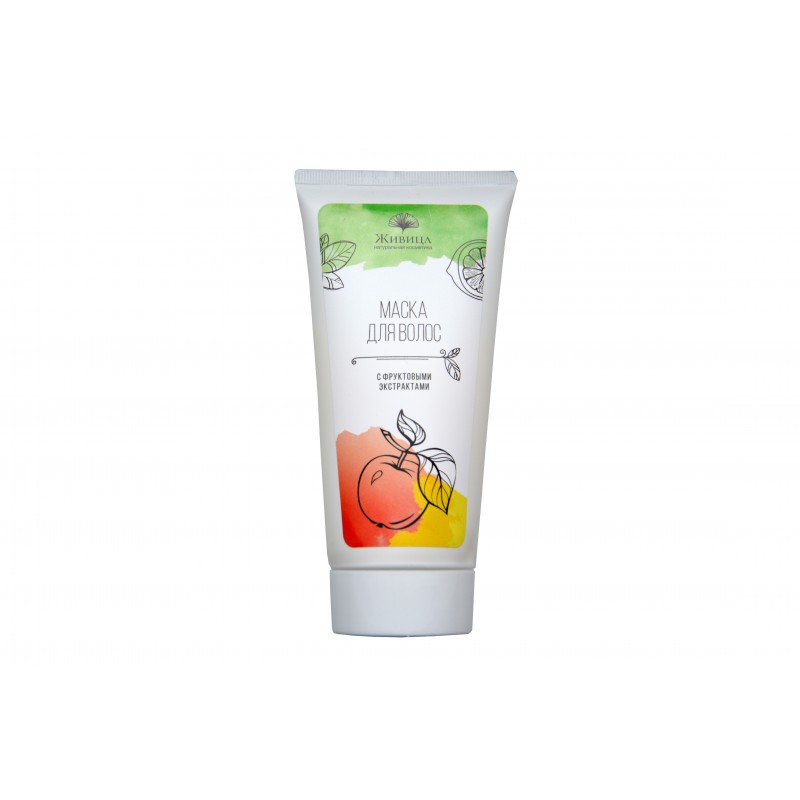 Живица
натуральная косметика
МАСКА
ДЛЯ ВОЛОС
С ФРУКТОВЫМИ
ЭКСТРАКТАМИ